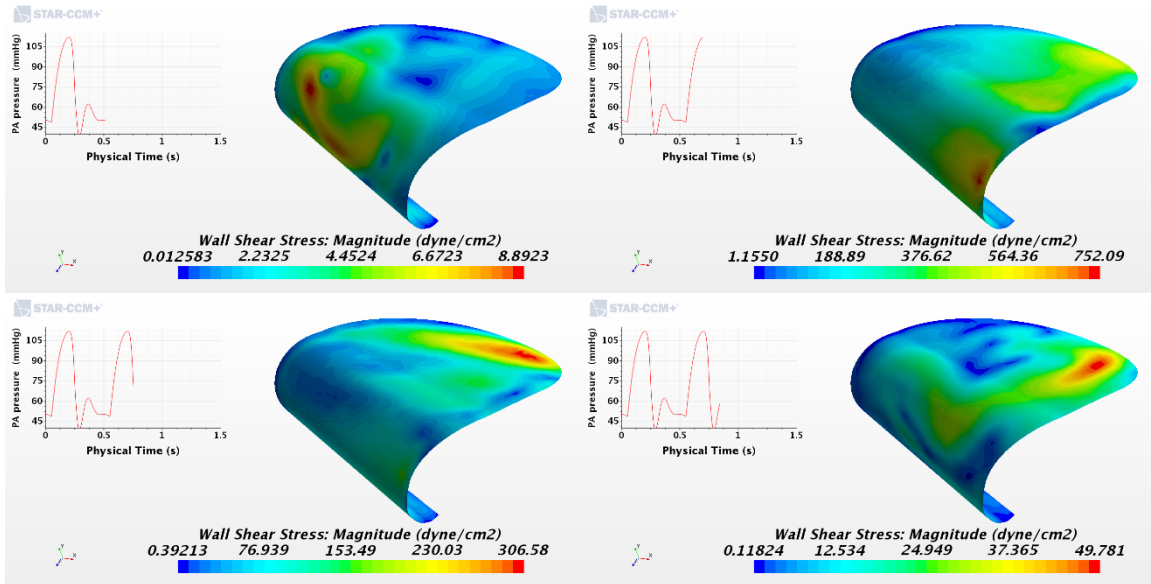 STAR-CCM+
PA pressure (mmHg)
105
90
75
60
45
0 0.5 1 1.5
Physical Time (s)
Wall Shear Stress: Magnitude (dyne/cm2)
0.012583 2.2325 4.4524 6.6723 8.8923
Y
X
STAR-CCM+
PA pressure (mmHg)
105
90
75
60
45
0 0.5 1 1.5
Physical Time (s)
Wall Shear Stress: Magnitude (dyne/cm2)
1.1550 188.89 376.62 564.36 752.09
Y
X
STAR-CCM+
PA pressure (mmHg)
105
90
75
60
45
0 0.5 1 1.5
Physical Time (s)
Wall Shear Stress: Magnitude (dyne/cm2)
0.39213 76.939 153.49 230.03 306.58
Y
X
STAR-CCM+
PA pressure (mmHg)
105
90
75
60
45
0 0.5 1 1.5
Physical Time (s)
Wall Shear Stress: Magnitude (dyne/cm2)
0.11824 12.534 24.949 37.365 49.781
Y
X